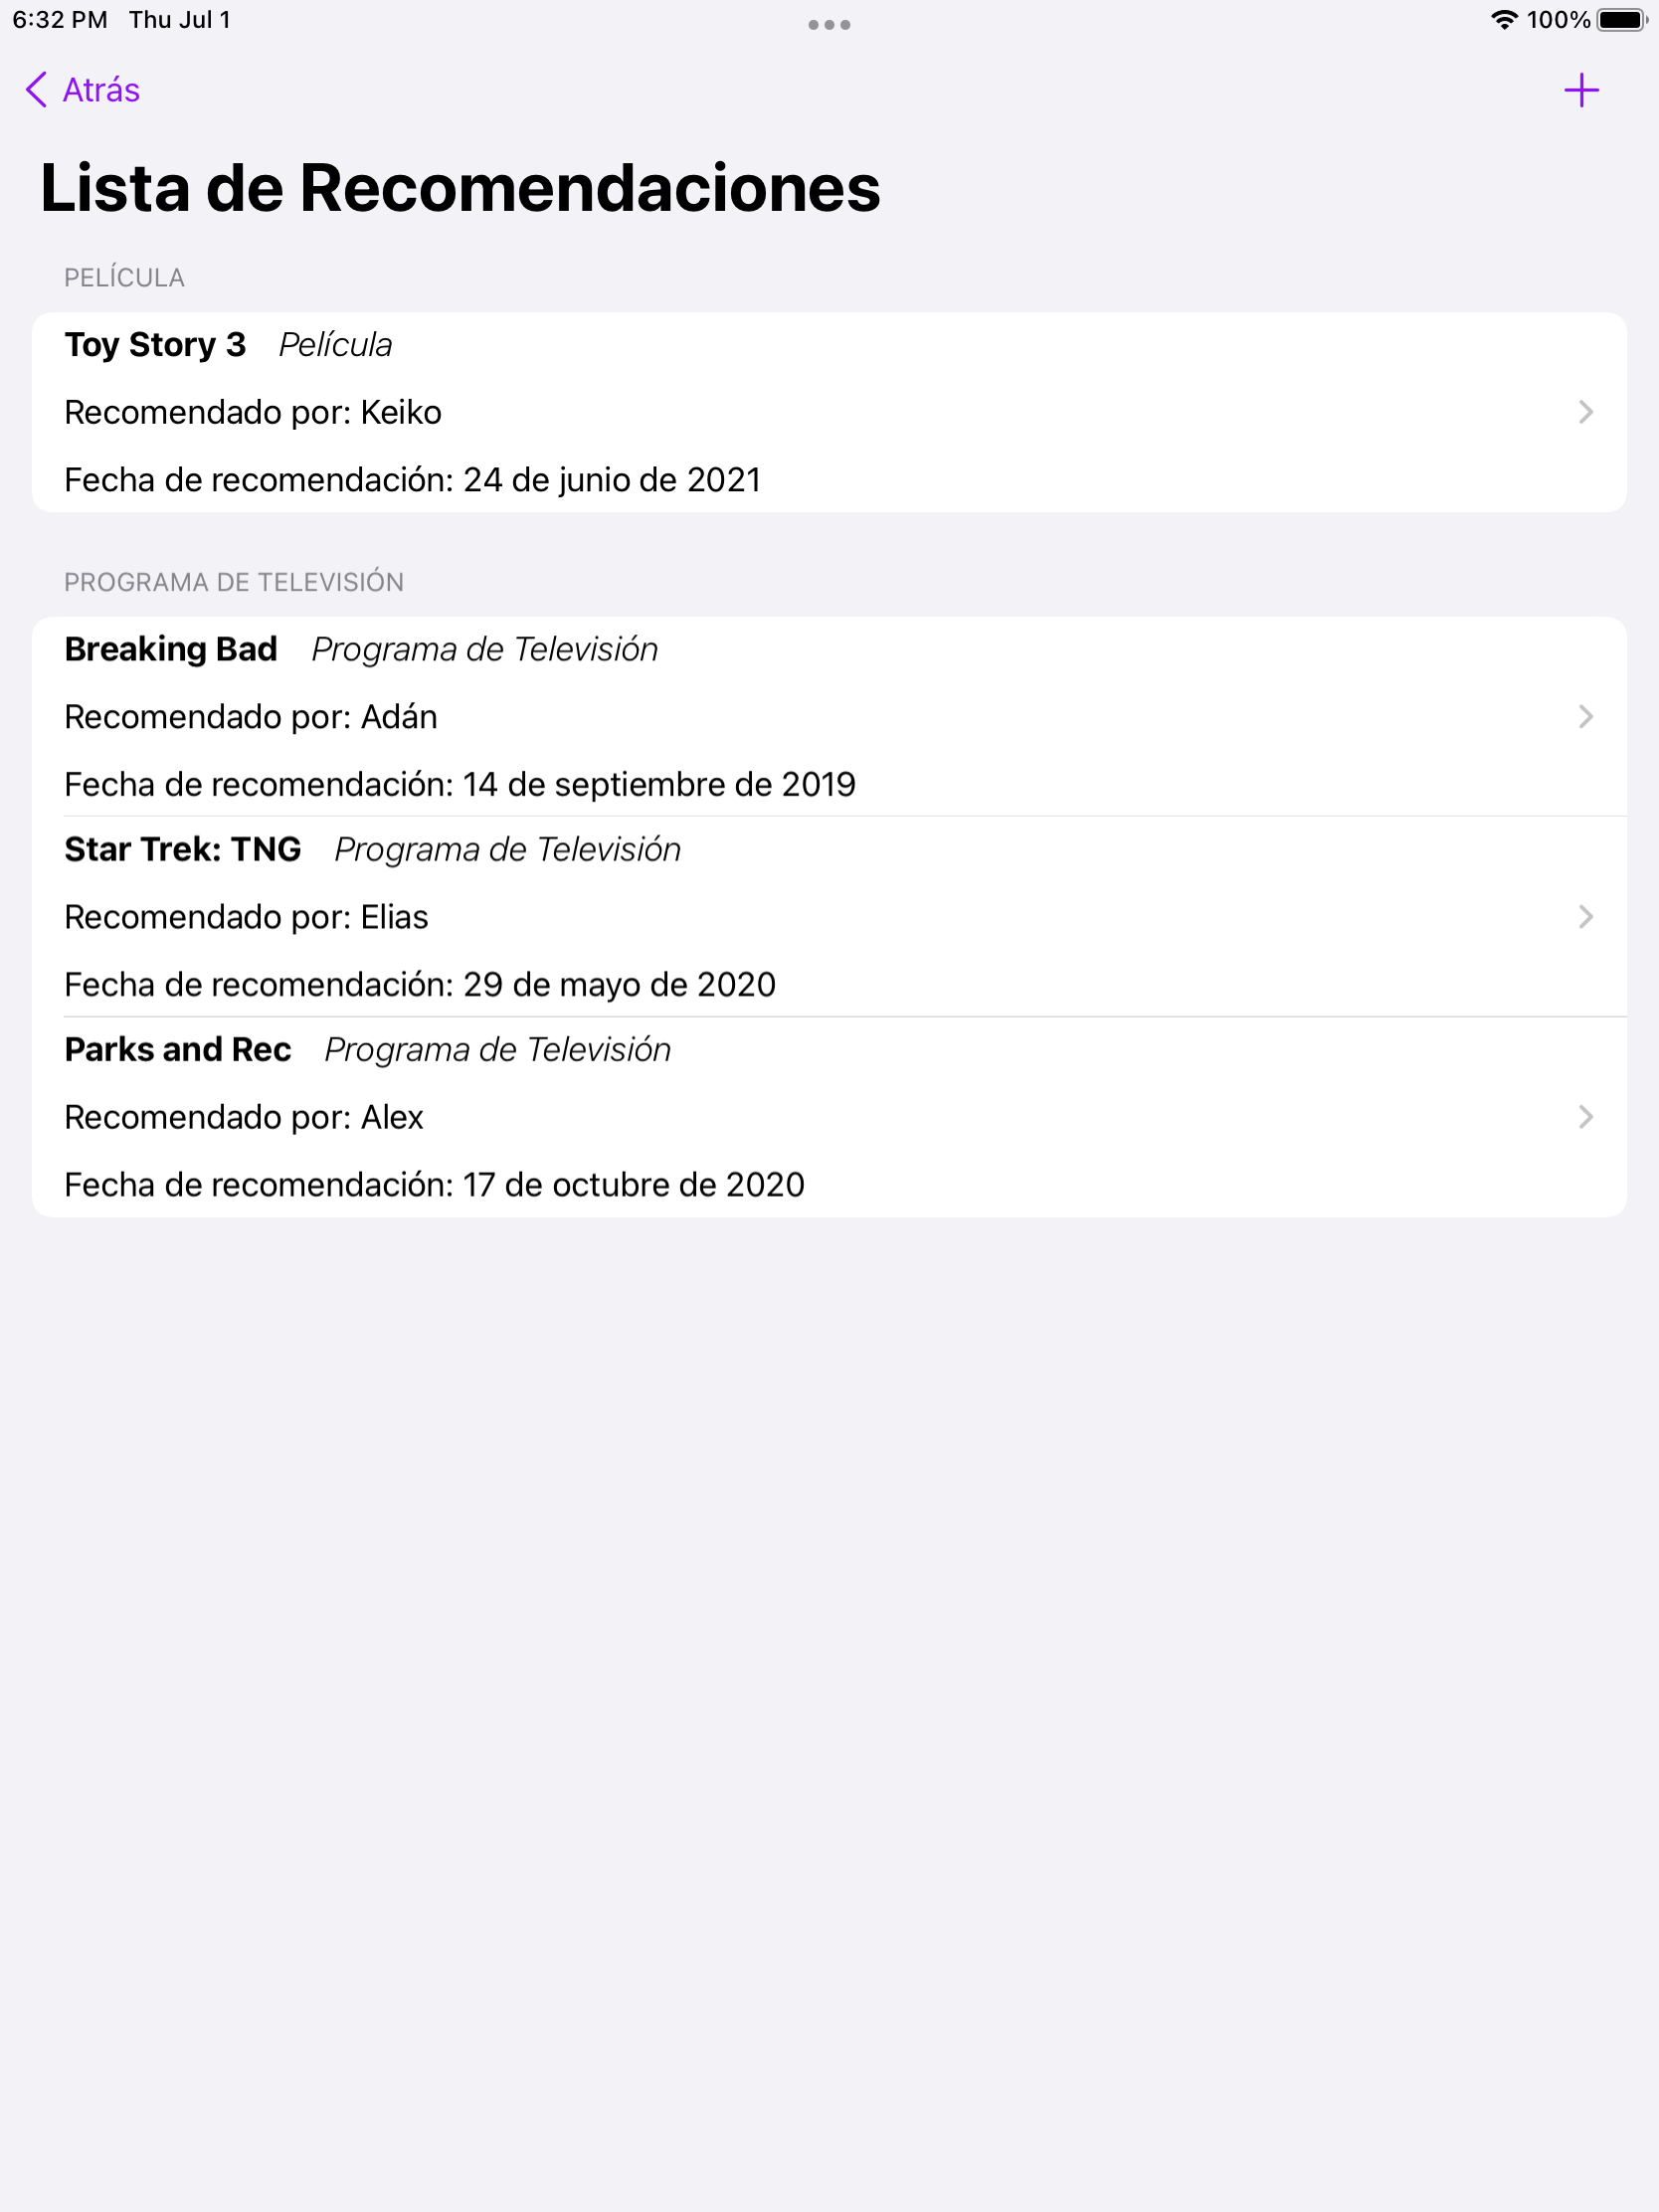 6:32 PM Thu Jul 1 100%
Atrás
Lista de Recomendaciones
PELÍCULA
Toy Story 3 Película
Recomendado por: Keiko
Fecha de recomendación: 24 de junio de 2021
PROGRAMA DE TELEVISIÓN
Breaking Bad Programa de Televisión
Recomendado por: Adán
Fecha de recomendación: 14 de septiembre de 2019
Star Trek: TNG Programa de Televisión
Recomendado por: Elias
Fecha de recomendación: 29 de mayo de 2020
Parks and Rec Programa de Televisión
Recomendado por: Alex
Fecha de recomendación: 17 de octubre de 2020